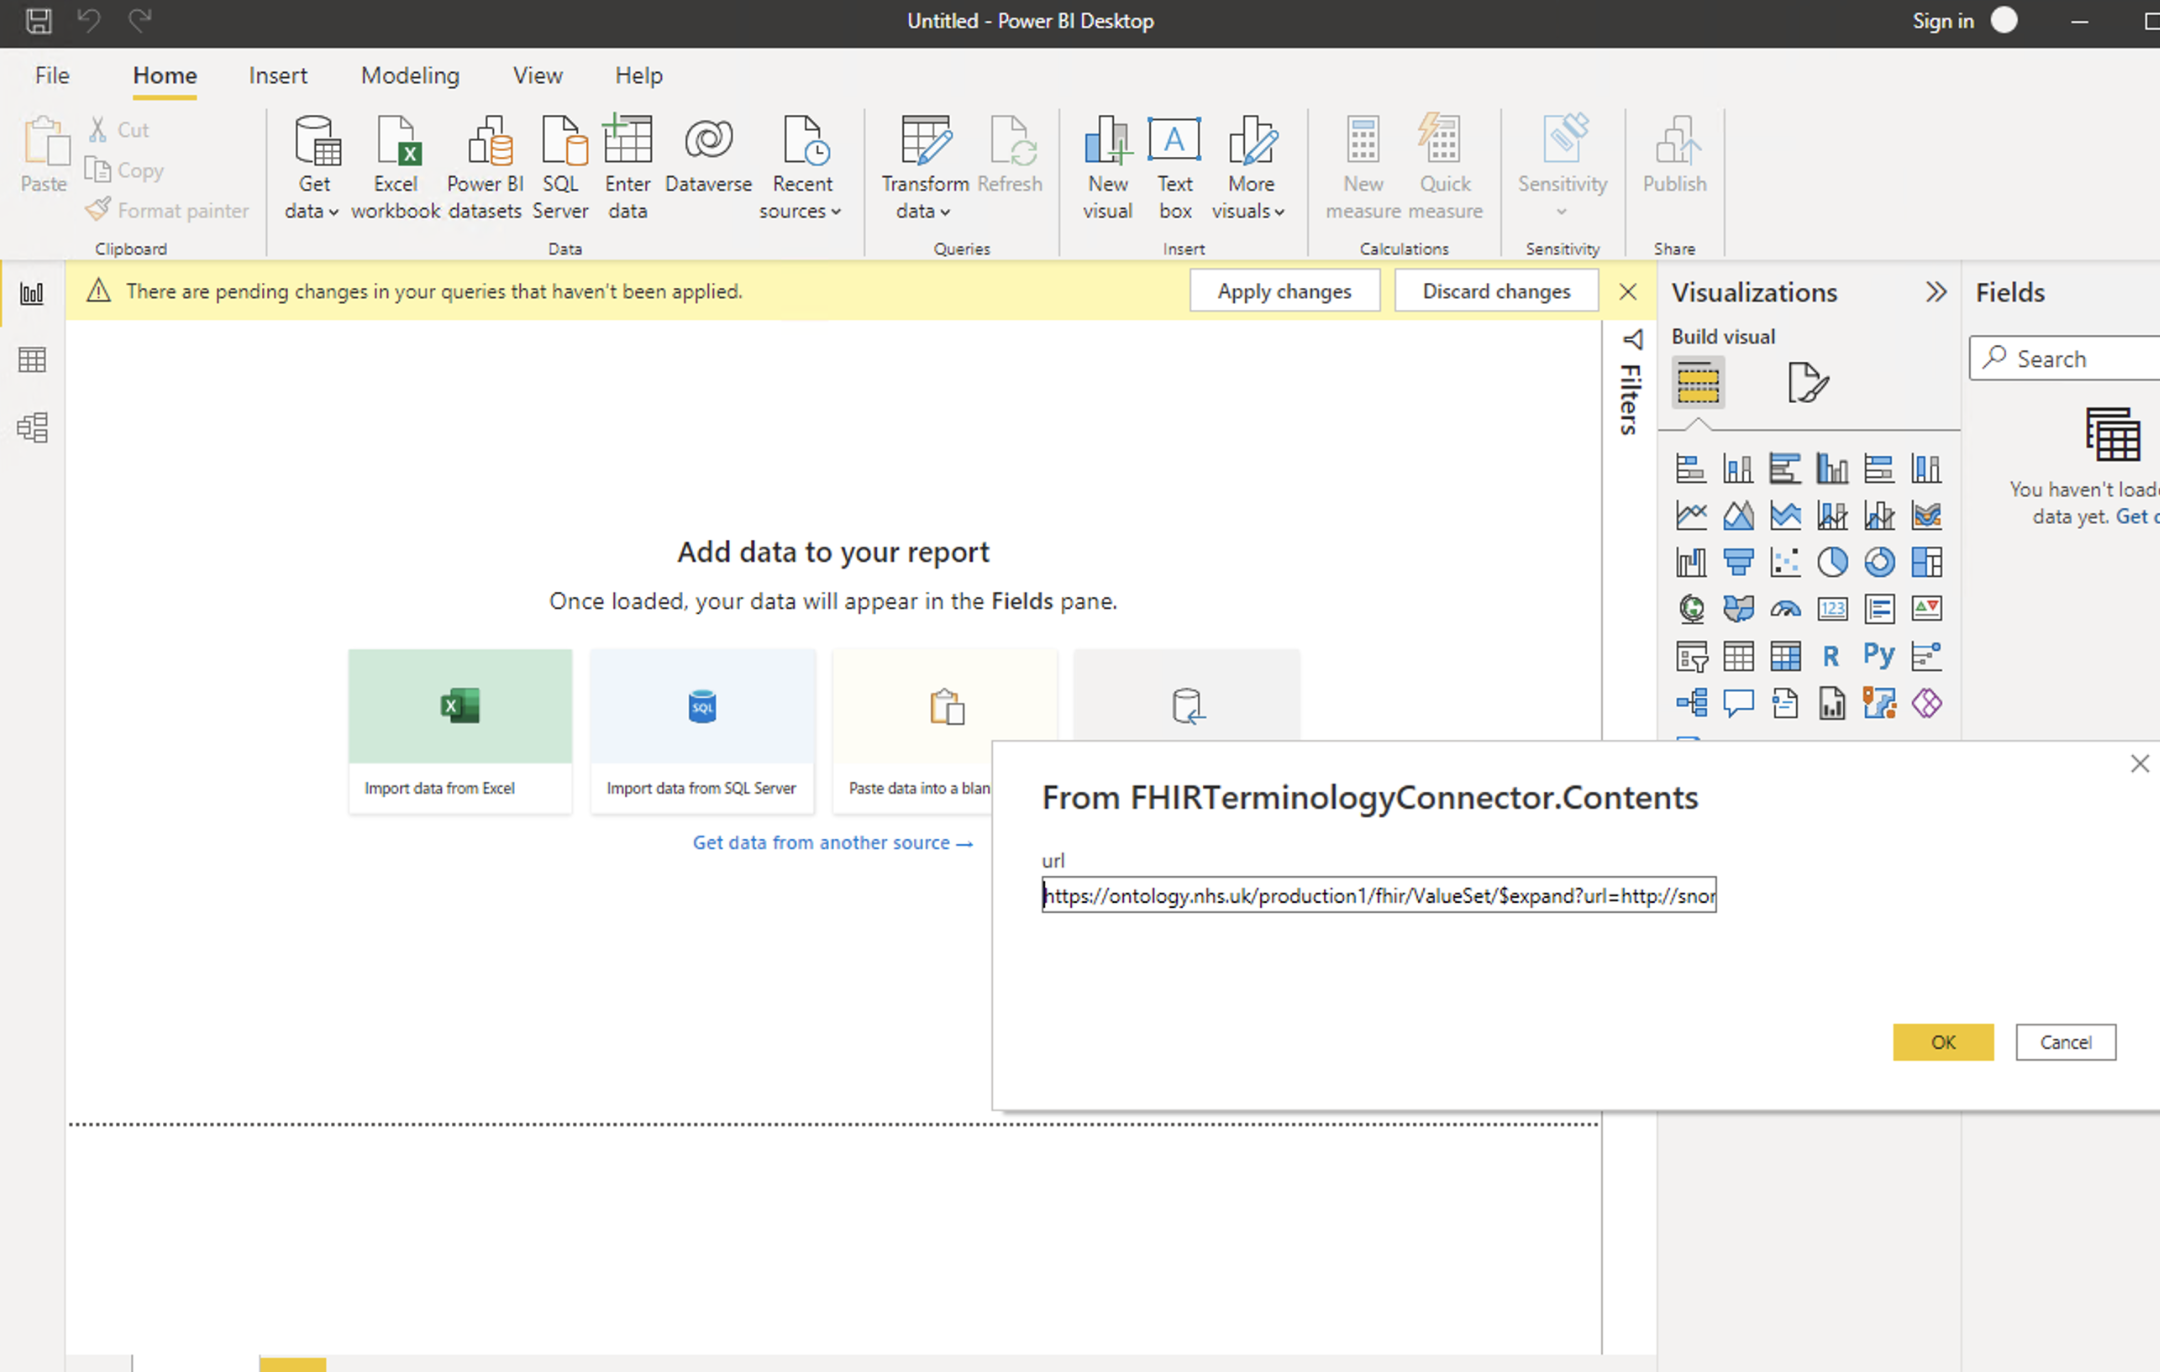 Untitled - Power BI Desktop
Sign in
File Home Insert Modeling View Help
Paste
Cut
Copy
Format painter
Clipboard
Get data
Excel workbook
Power BI datasets
SQL Server
Enter data
Dataverse
Recent sources
Data
Transform data
Refresh
Queries
New visual
Text box
More visuals
Insert
New measure
Quick measure
Calculations
Sensitivity
Sensitivity
Publish
Share
There are pending changes in your queries that haven't been applied.
Apply changes
Discard changes
Filters
Visualizations
Build visual
123
R
Py
Fields
Search
You haven't load
data yet. Get
Add data to your report
Once loaded, your data will appear in the Fields pane.
SQL
Import data from Excel
Import data from SQL Server
Paste data into a blan
Get data from another source →
From FHIRTerminologyConnector.Contents
url
https://ontology.nhs.uk/production1/fhir/ValueSet/$expand?url=http://snor
OK
Cancel